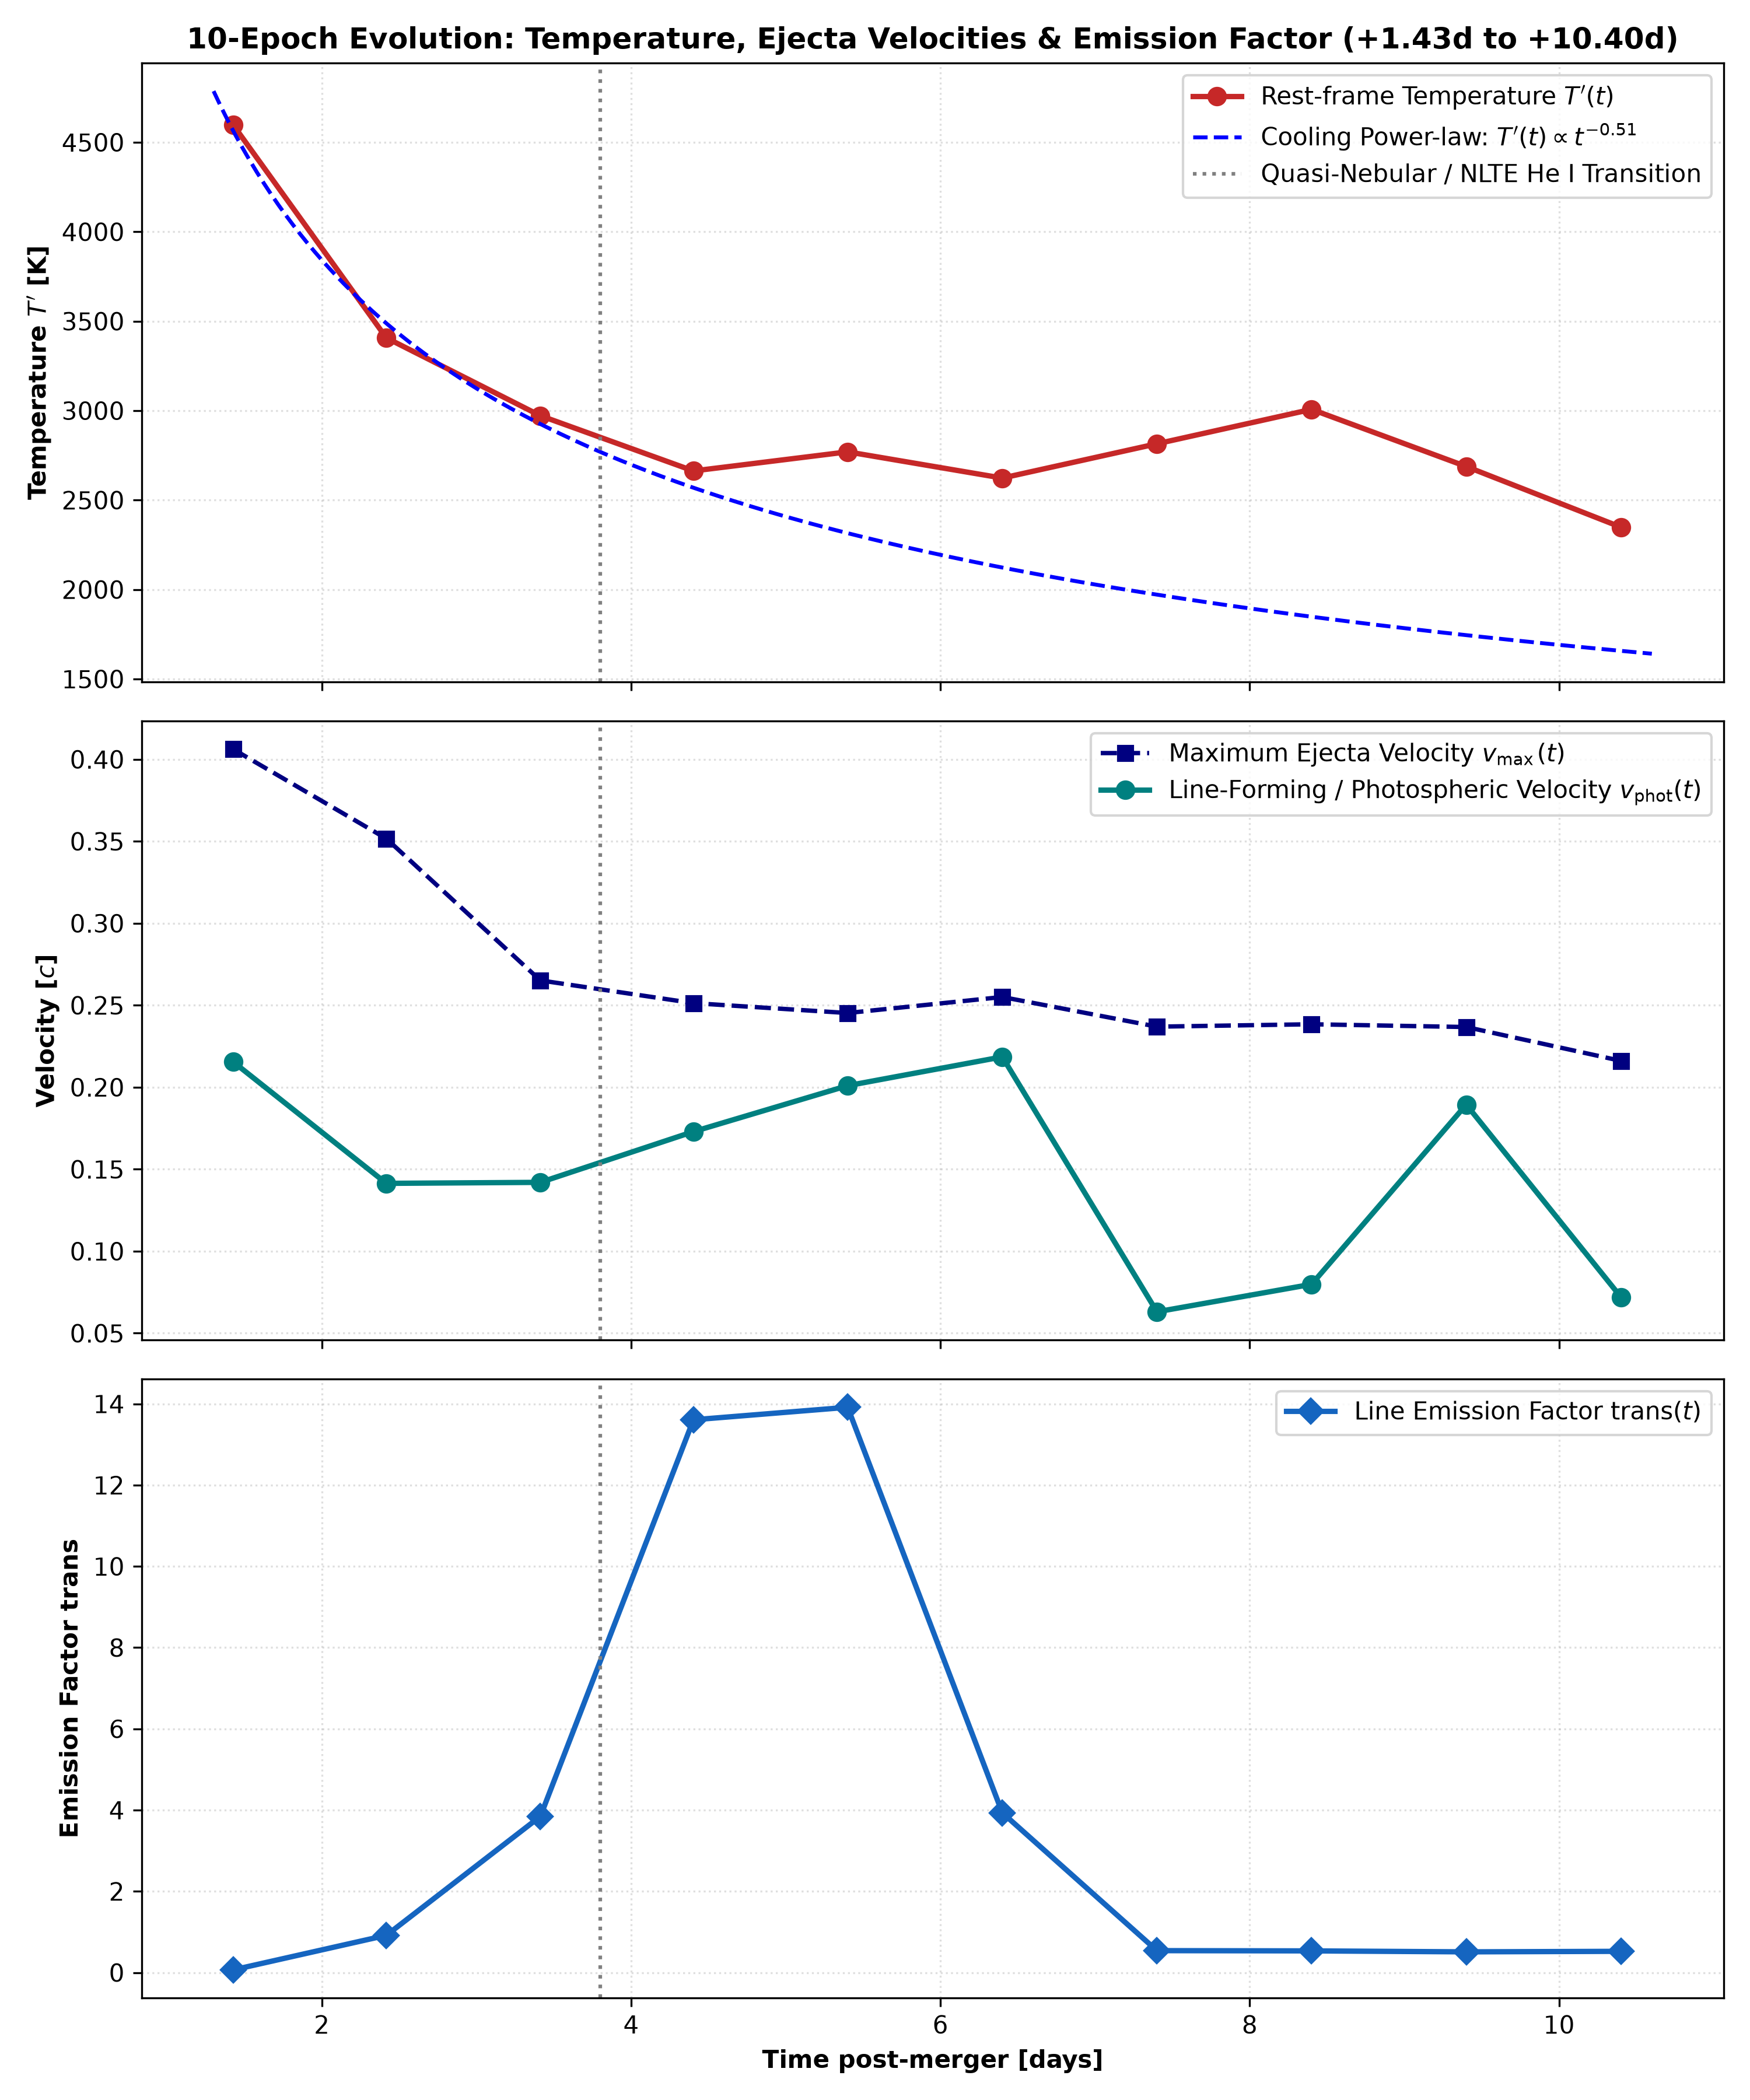 10-Epoch Evolution: Temperature, Ejecta Velocities & Emission Factor (+1.43d to +10.40d)
Rest-frame Temperature T′(t)
Cooling Power-law: T′(t) ∝ t^−0.51
Quasi-Nebular / NLTE He I Transition
Temperature T′ [K]
4500
4000
3500
3000
2500
2000
1500
Maximum Ejecta Velocity v_max(t)
Line-Forming / Photospheric Velocity v_phot(t)
Velocity [c]
0.40
0.35
0.30
0.25
0.20
0.15
0.10
0.05
Line Emission Factor trans(t)
Emission Factor trans
14
12
10
8
6
4
2
0
2 4 6 8 10
Time post-merger [days]